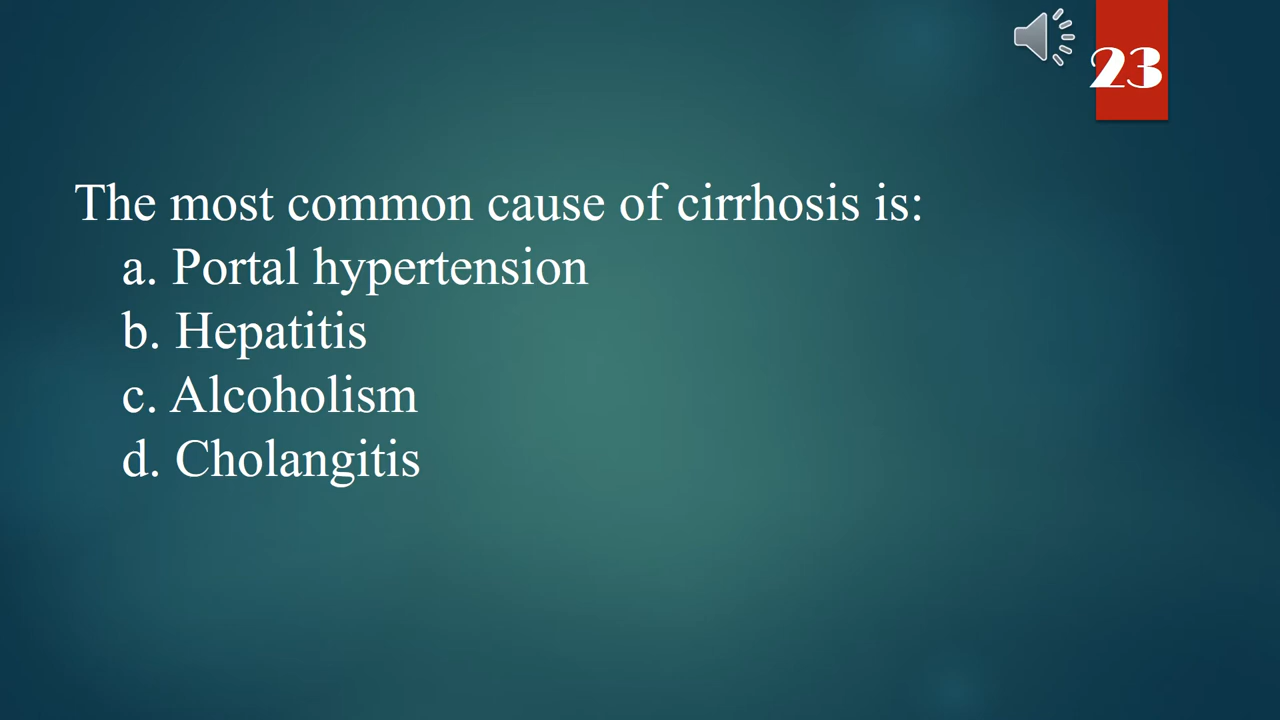 23
The most common cause of cirrhosis is:
a. Portal hypertension
b. Hepatitis
c. Alcoholism
d. Cholangitis